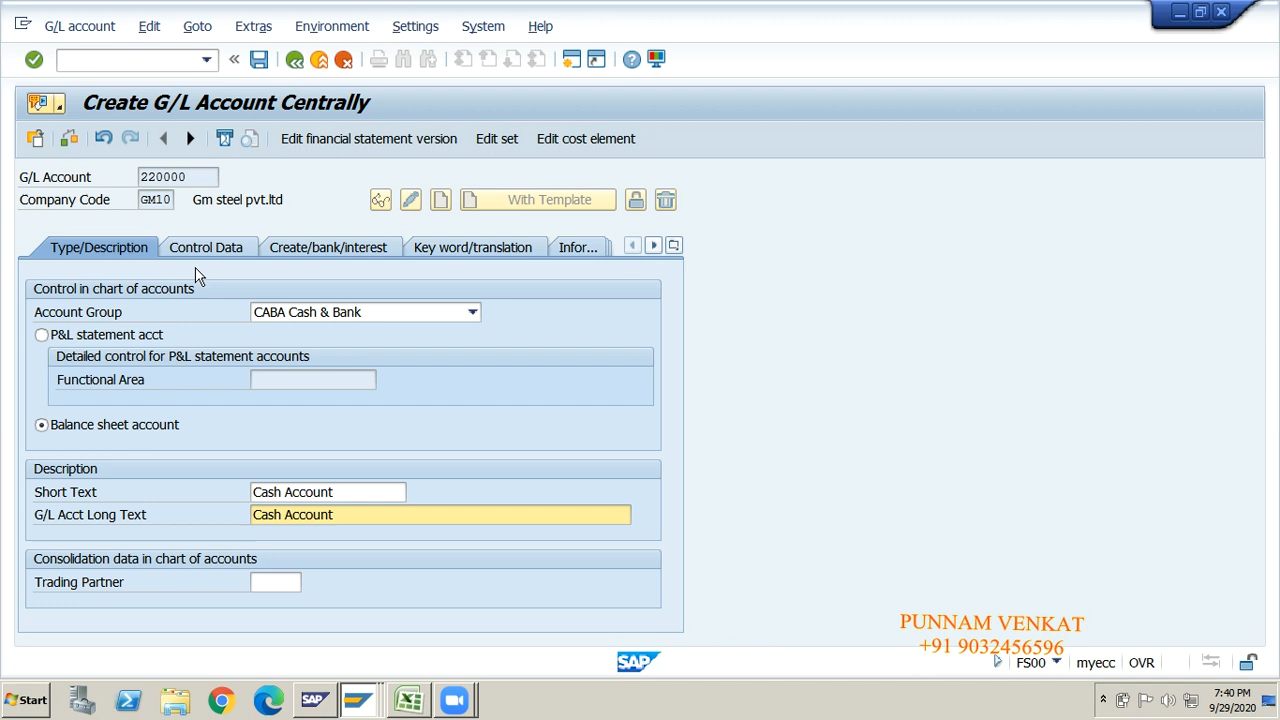 G/L account Edit Goto Extras Environment Settings System Help
Create G/L Account Centrally
Edit financial statement version Edit set Edit cost element
G/L Account 220000
Company Code GM10 Gm steel pvt.ltd With Template
Type/Description Control Data Create/bank/interest Key word/translation Infor...
Control in chart of accounts
Account Group CABA Cash & Bank
P&L statement acct
Detailed control for P&L statement accounts
Functional Area
Balance sheet account
Description
Short Text Cash Account
G/L Acct Long Text Cash Account
Consolidation data in chart of accounts
Trading Partner
PUNNAM VENKAT
+91 9032456596
SAP FS00 myecc OVR
Start SAP 7:40 PM
9/29/2020